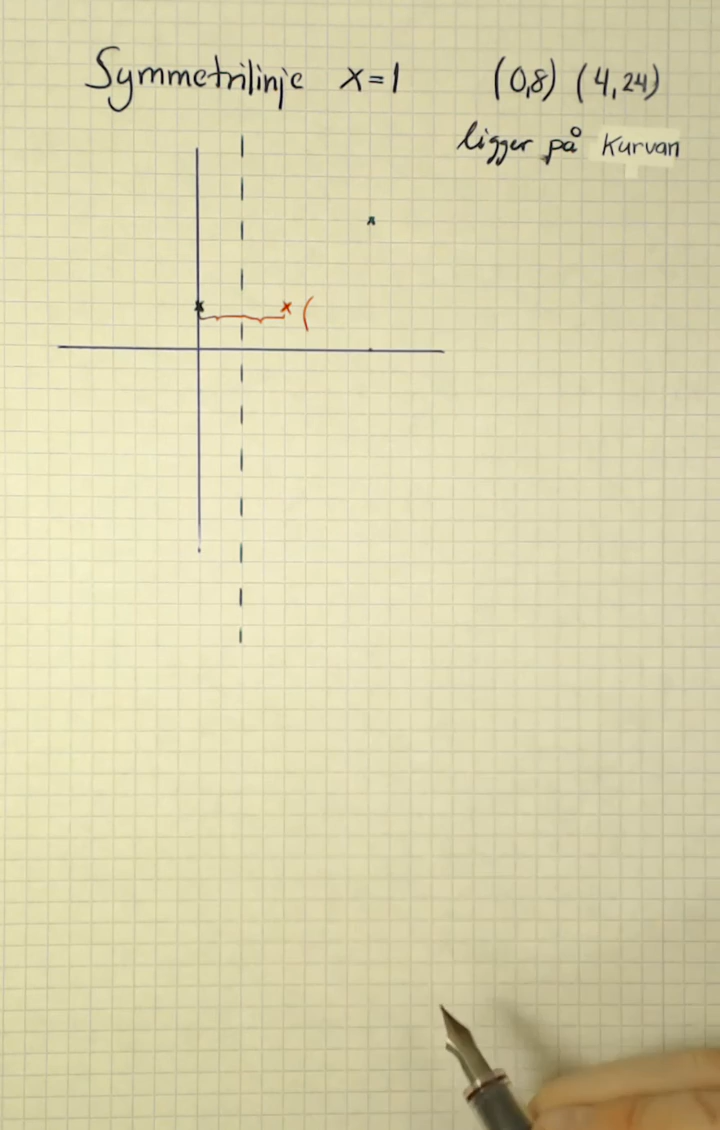 Symmetrilinje x=1 (0,8) (4,24)
ligger på kurvan
(